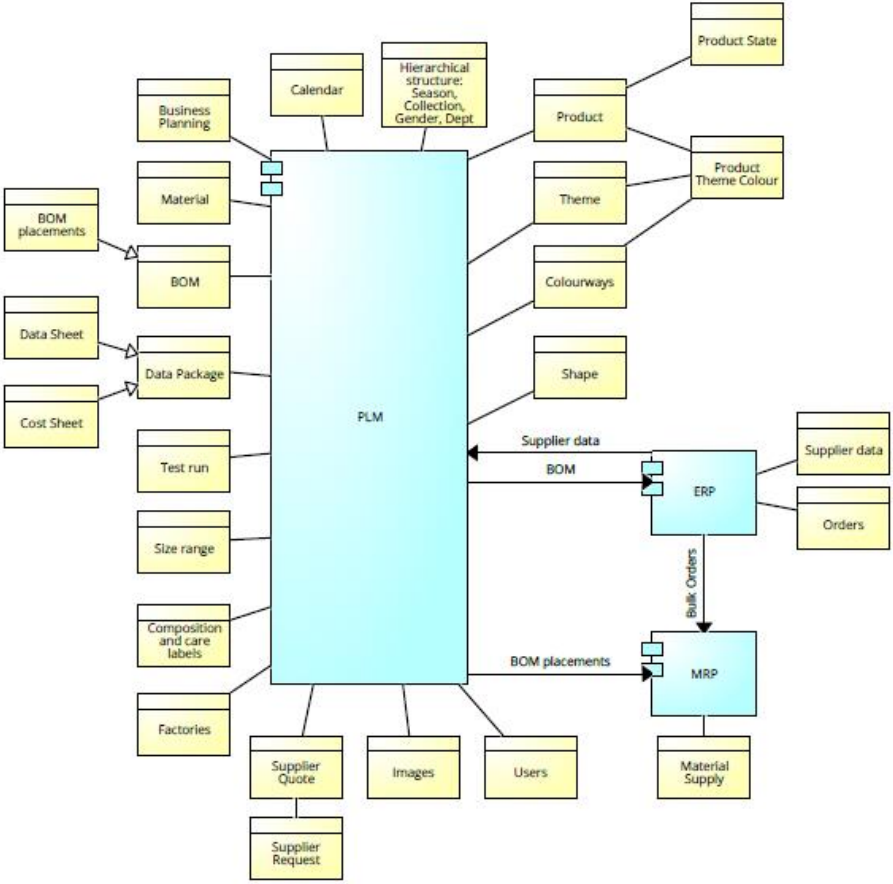 Product State
Calendar
Hierarchical
structure:
Season,
Collection,
Gender, Dept
Business
Planning
Product
Product
Theme Colour
Material
Theme
BOM
placements
BOM
Colourways
Data Sheet
Data Package
Shape
Cost Sheet
PLM
Supplier data
Supplier data
Test run
BOM
ERP
Orders
Size range
Bulk Orders
Composition
and care
labels
BOM placements
MRP
Factories
Supplier
Quote
Images
Users
Material
Supply
Supplier
Request